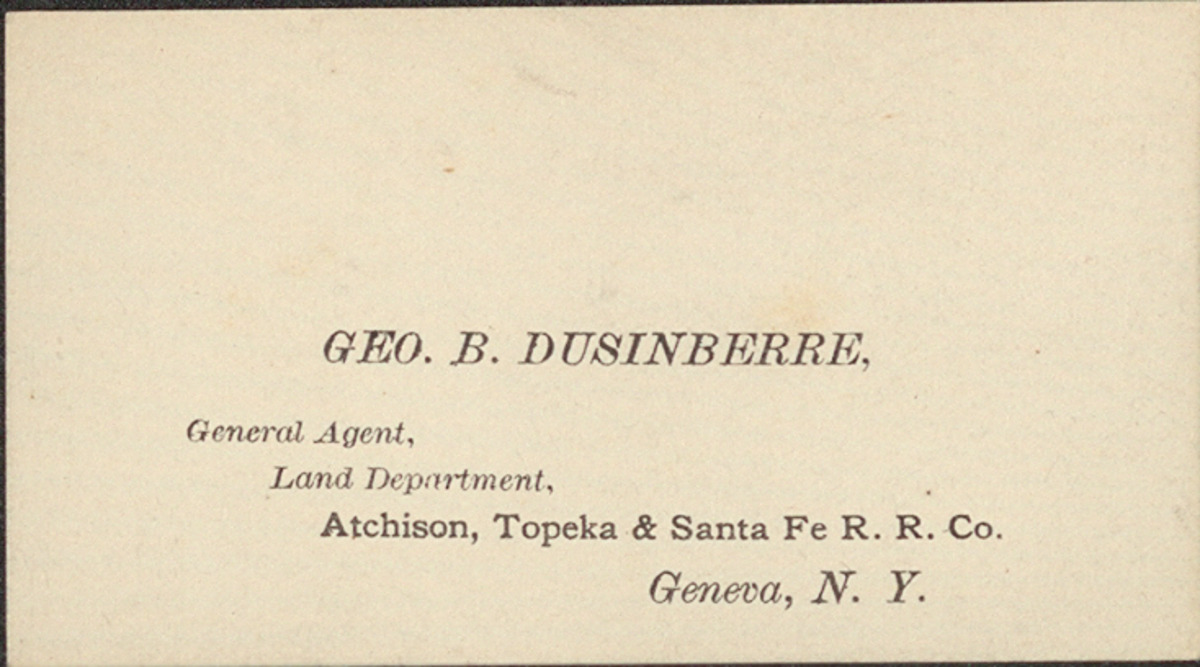 GEO. B. DUSINBERRE,
General Agent,
Land Department,
Atchison, Topeka & Santa Fe R. R. Co.
Geneva, N. Y.